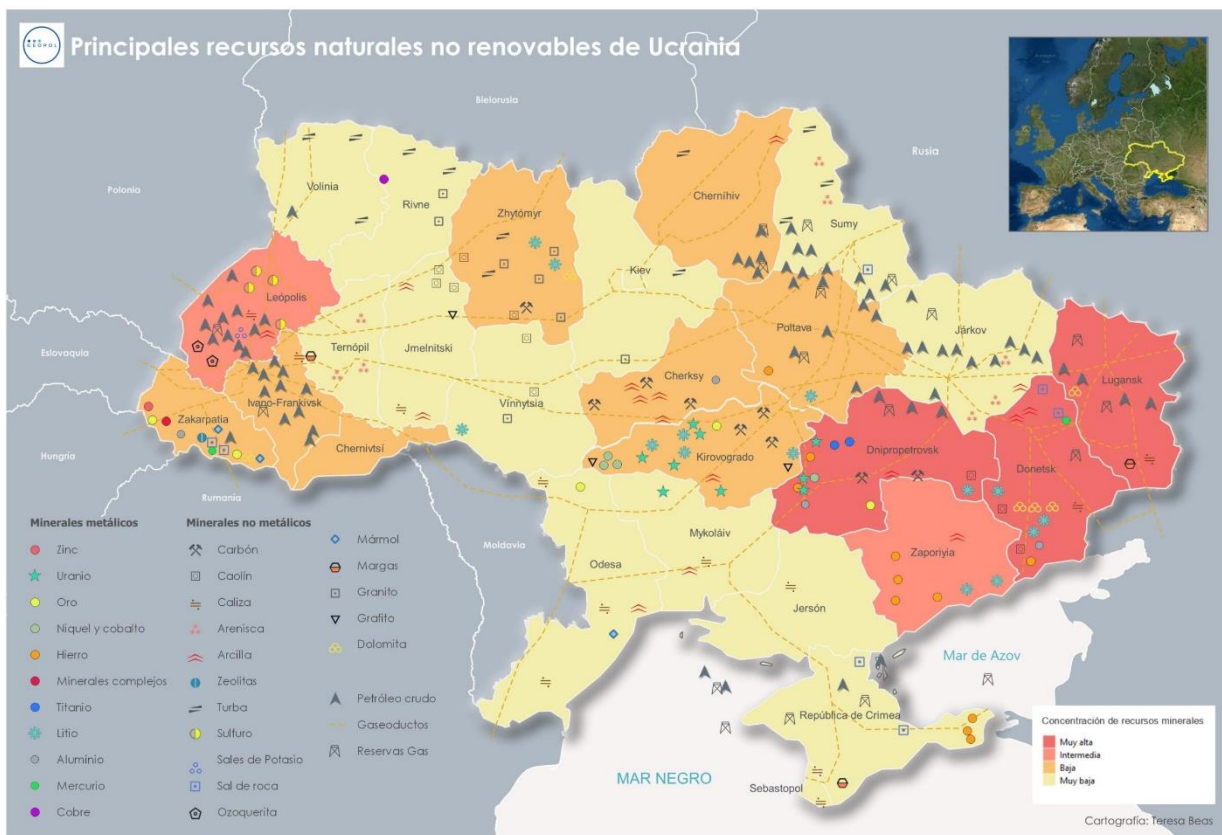 GEOPOL
Principales recursos naturales no renovables de Ucrania
Bielorusia
Rusia
Polonia
Eslovaquia
Hungría
Rumania
Moldavia
Volinia
Rivne
Zhytómyr
Cherníhiv
Sumy
Kiev
Leópolis
Ternópil
Jmelnitski
Poltava
Járkov
Lugansk
Cherksy
Ivano-Frankivsk
Zakarpatia
Chernivtsí
Vinnytsia
Kirovogrado
Dnipropetrovsk
Donetsk
Zaporiyia
Mykoláiv
Odesa
Jersón
Mar de Azov
República de Crimea
MAR NEGRO
Sebastopol
Minerales metálicos
Zinc
Uranio
Oro
Niquel y cobalto
Hierro
Minerales complejos
Titanio
Litio
Aluminio
Mercurio
Cobre
Minerales no metálicos
Carbón
Caolín
Caliza
Arenisca
Arcilla
Zeolitas
Turba
Sulfuro
Sales de Potasio
Sal de roca
Ozoquerita
Mármol
Margas
Granito
Grafito
Dolomita
Petróleo crudo
Gaseoductos
Reservas Gas
Concentración de recursos minerales
Muy alta
Intermedia
Baja
Muy baja
Cartografía: Teresa Beas